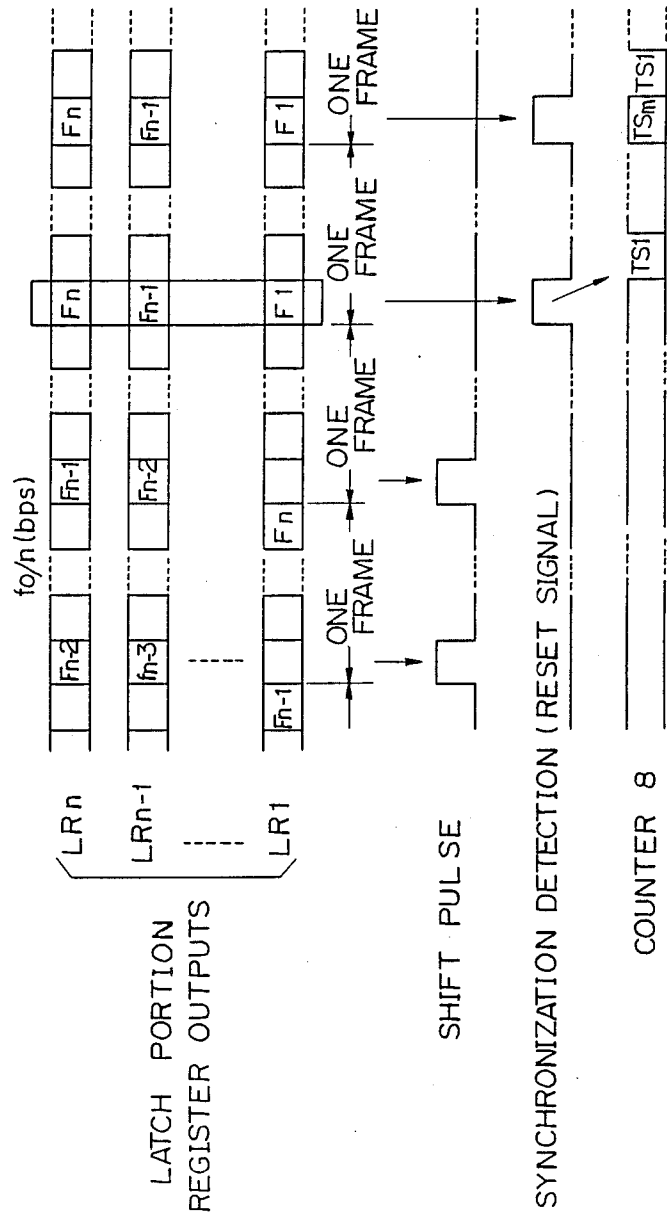 fo/n(bps)
LATCH PORTION
REGISTER OUTPUTS
LRn
Fn-2
Fn-1
Fn
Fn
LRn-1
fn-3
Fn-2
Fn-1
Fn-1
LR1
Fn-1
Fn
F1
F1
ONE
FRAME
ONE
FRAME
ONE
FRAME
ONE
FRAME
SHIFT PULSE
SYNCHRONIZATION DETECTION (RESET SIGNAL)
COUNTER 8
TS1
TSm
TS1